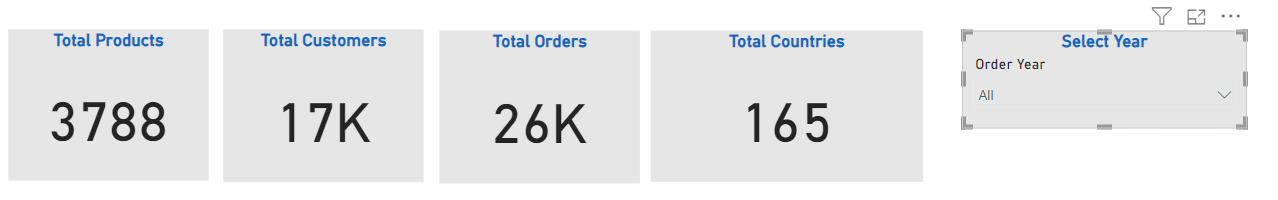 Total Products
3788
Total Customers
17K
Total Orders
26K
Total Countries
165
Select Year
Order Year
All